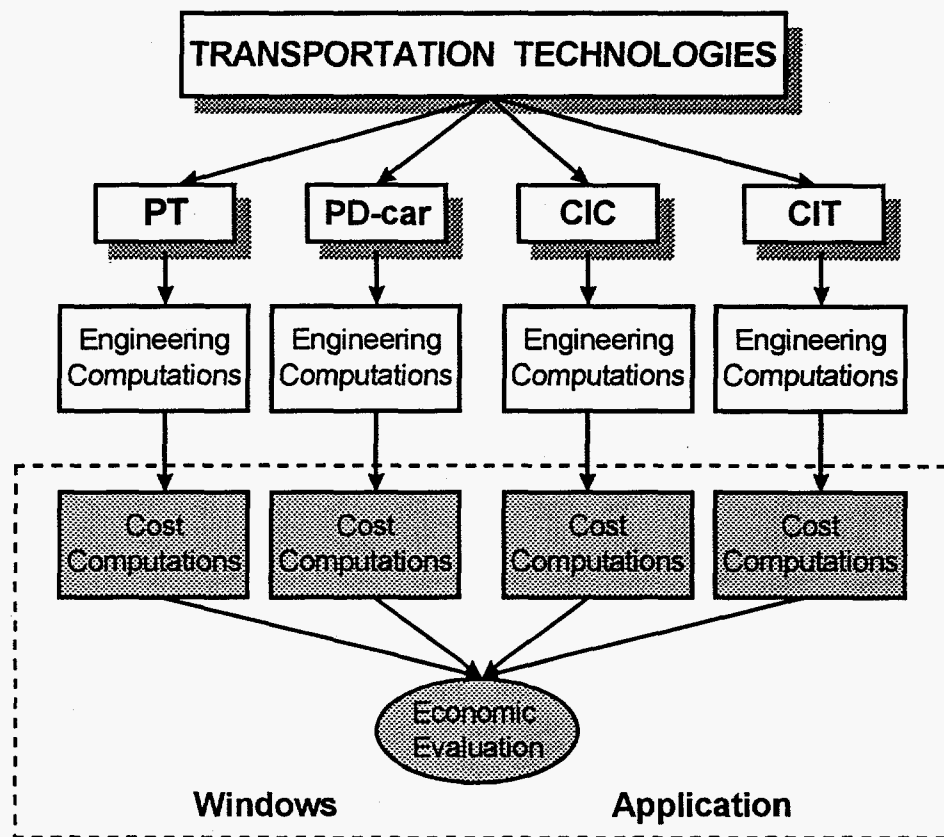 TRANSPORTATION TECHNOLOGIES
PT
PD-car
CIC
CIT
Engineering
Computations
Engineering
Computations
Engineering
Computations
Engineering
Computations
Cost
Computations
Cost
Computations
Cost
Computations
Cost
Computations
Economic
Evaluation
Windows Application